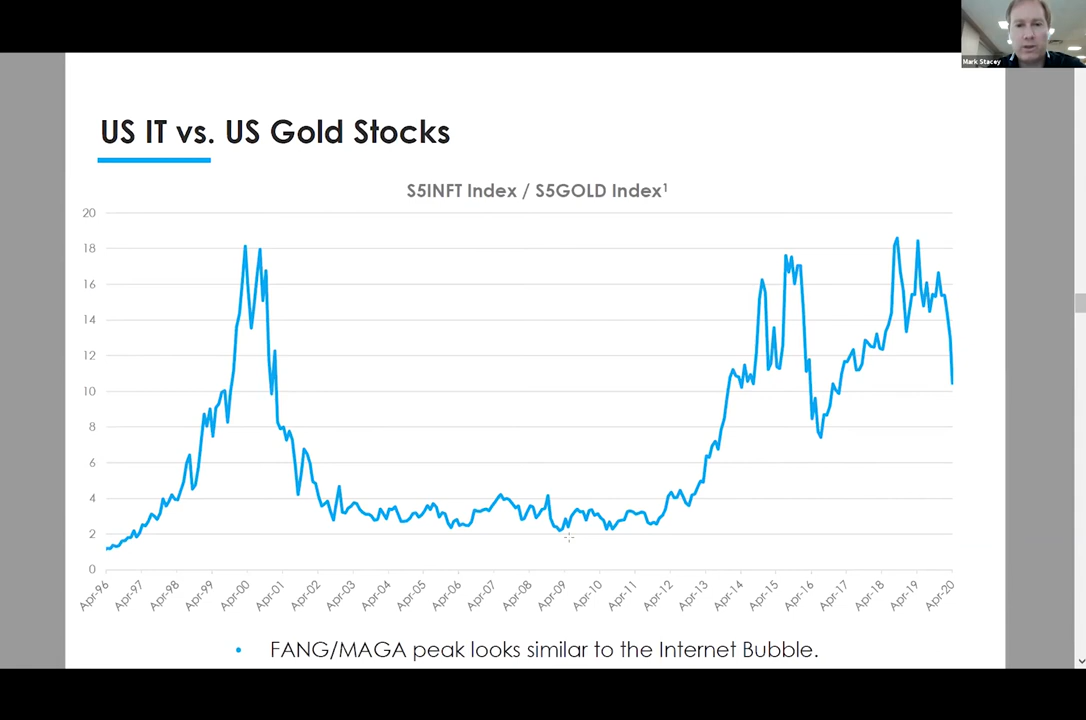 Mark Stacey
US IT vs. US Gold Stocks
S5INFT Index / S5GOLD Index¹
20
18
16
14
12
10
8
6
4
2
0
Apr-96
Apr-97
Apr-98
Apr-99
Apr-00
Apr-01
Apr-02
Apr-03
Apr-04
Apr-05
Apr-06
Apr-07
Apr-08
Apr-09
Apr-10
Apr-11
Apr-12
Apr-13
Apr-14
Apr-15
Apr-16
Apr-17
Apr-18
Apr-19
Apr-20
• FANG/MAGA peak looks similar to the Internet Bubble.